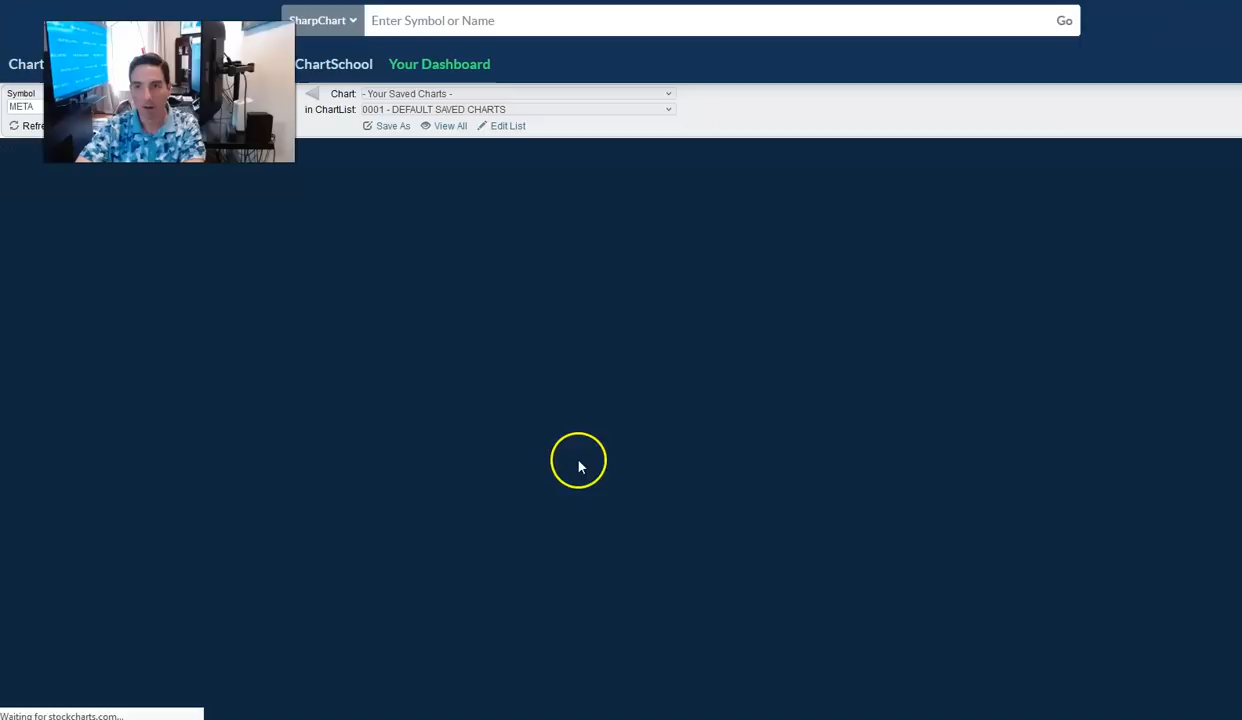 SharpChart
Enter Symbol or Name
Go
Chart
ChartSchool
Your Dashboard
Symbol
META
Refre
Chart:
- Your Saved Charts -
in ChartList:
0001 - DEFAULT SAVED CHARTS
Save As
View All
Edit List
Waiting for stockcharts.com...